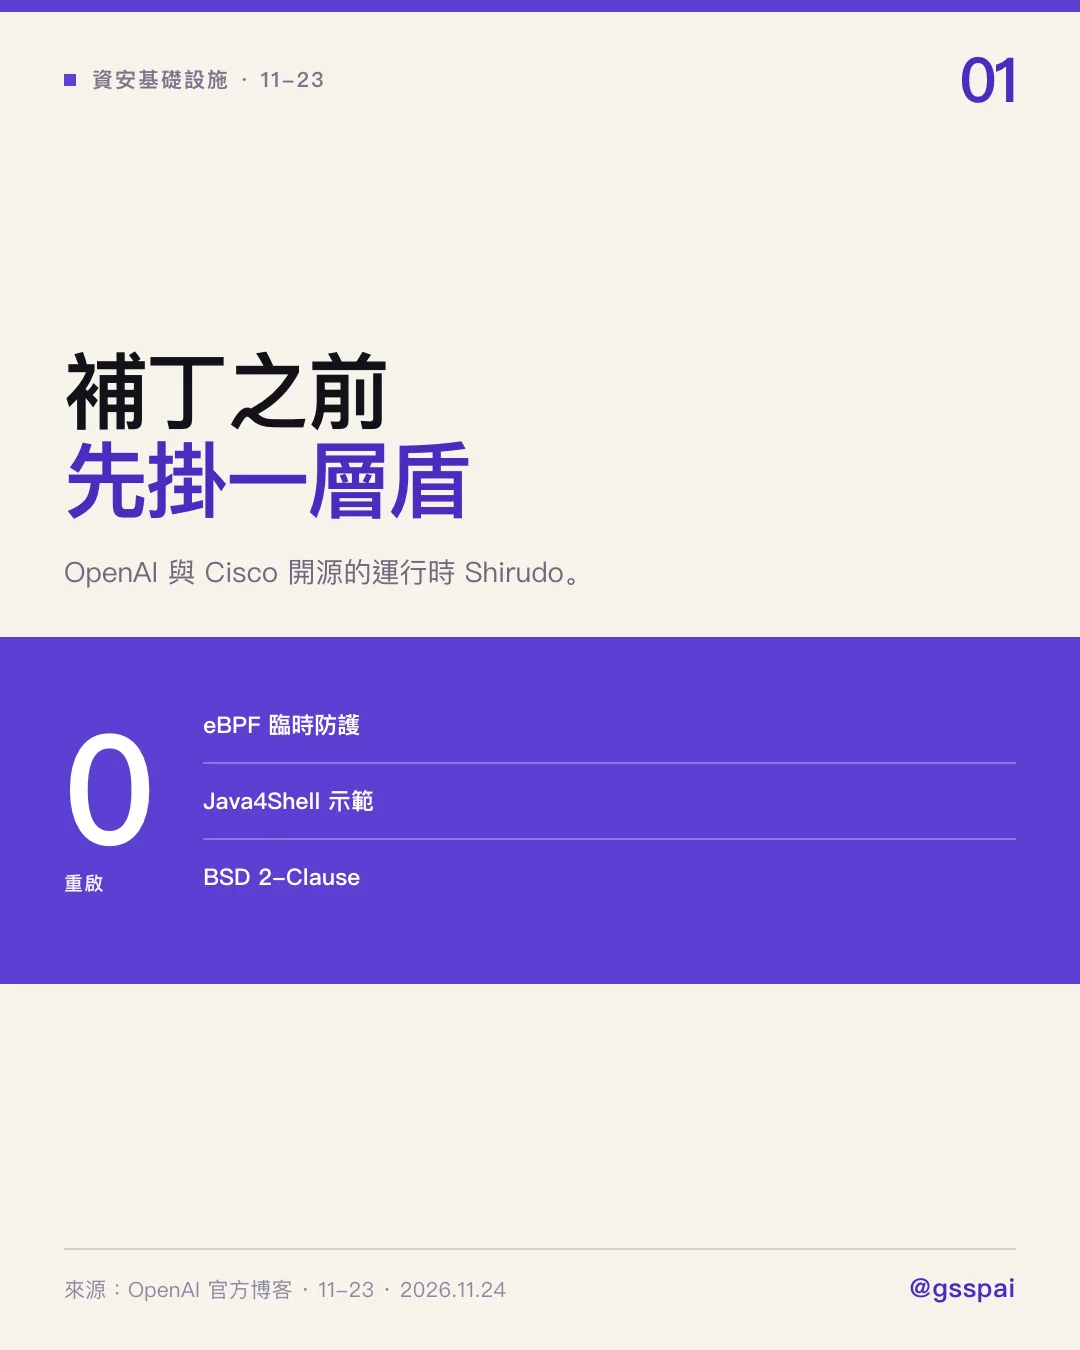 資安基礎設施 · 11–23
01
補丁之前
先掛一層盾
OpenAI 與 Cisco 開源的運行時 Shirudo。
0
重啟
eBPF 臨時防護
Java4Shell 示範
BSD 2–Clause
來源：OpenAI 官方博客 · 11–23 · 2026.11.24
@gsspai